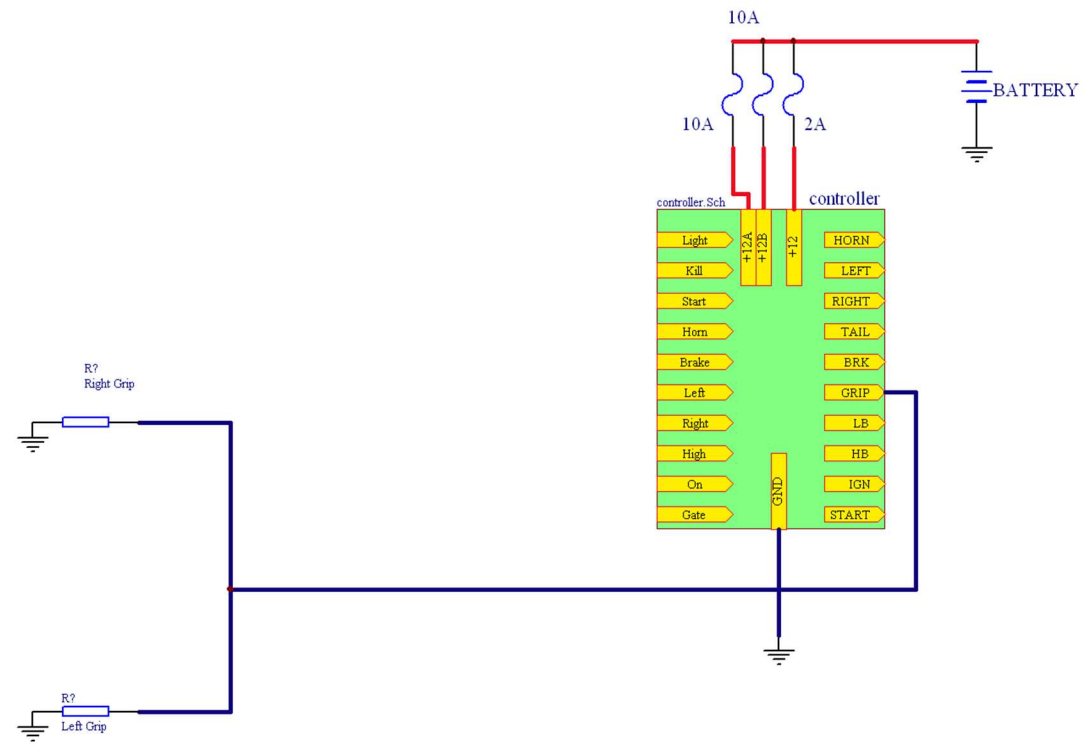 10A
BATTERY
10A
2A
controller.Sch
controller
+12A
+12B
+12
Light
HORN
Kill
LEFT
Start
RIGHT
Horn
TAIL
Brake
BRK
R?
Right Grip
Left
GRIP
Right
LB
High
HB
On
GND
IGN
Gate
START
R?
Left Grip